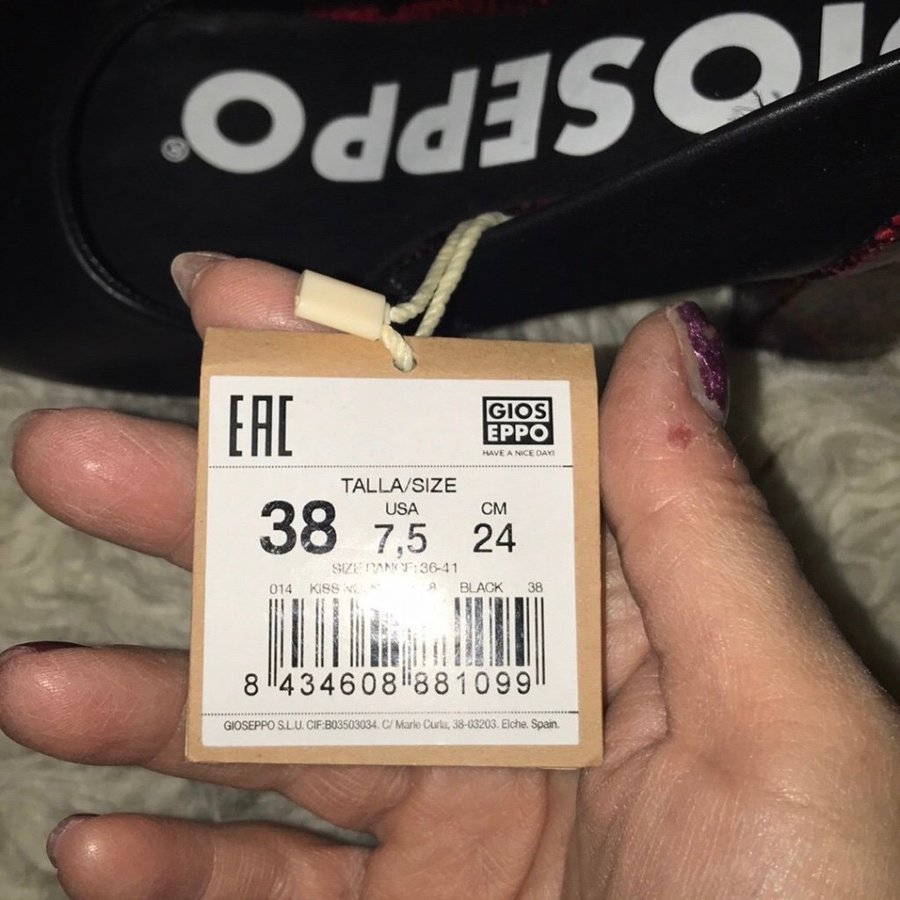 GIOSEPPO®
EAC
GIOS
EPPO
HAVE A NICE DAY!
TALLA/SIZE
USA CM
38 7,5 24
SIZE RANGE: 36-41
014 KISS BLACK 38
8 434608 881099
GIOSEPPO S.L.U. CIF:B03503034. C/ Marie Curie, 38-03203. Elche. Spain.